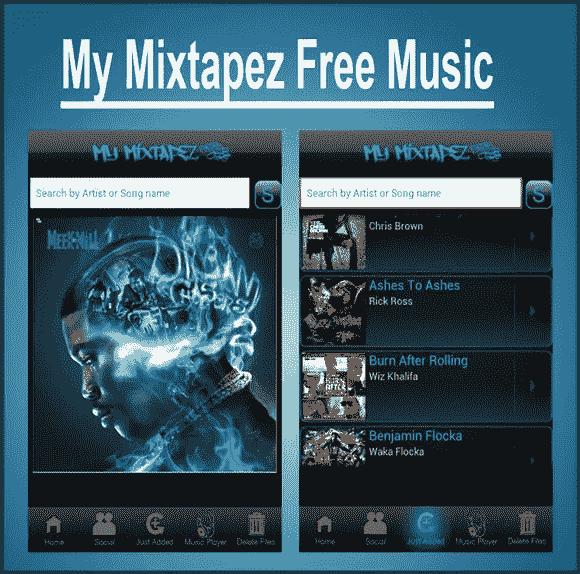 My Mixtapez Free Music
MY MIXTAPEZ
Search by Artist or Song name
S
MEEK MILL
Home
Social
Just Added
Music Player
Delete Files
MY MIXTAPEZ
Search by Artist or Song name
S
Chris Brown
Ashes To Ashes
Rick Ross
Burn After Rolling
Wiz Khalifa
Benjamin Flocka
Waka Flocka
Home
Social
Just Added
Music Player
Delete Files